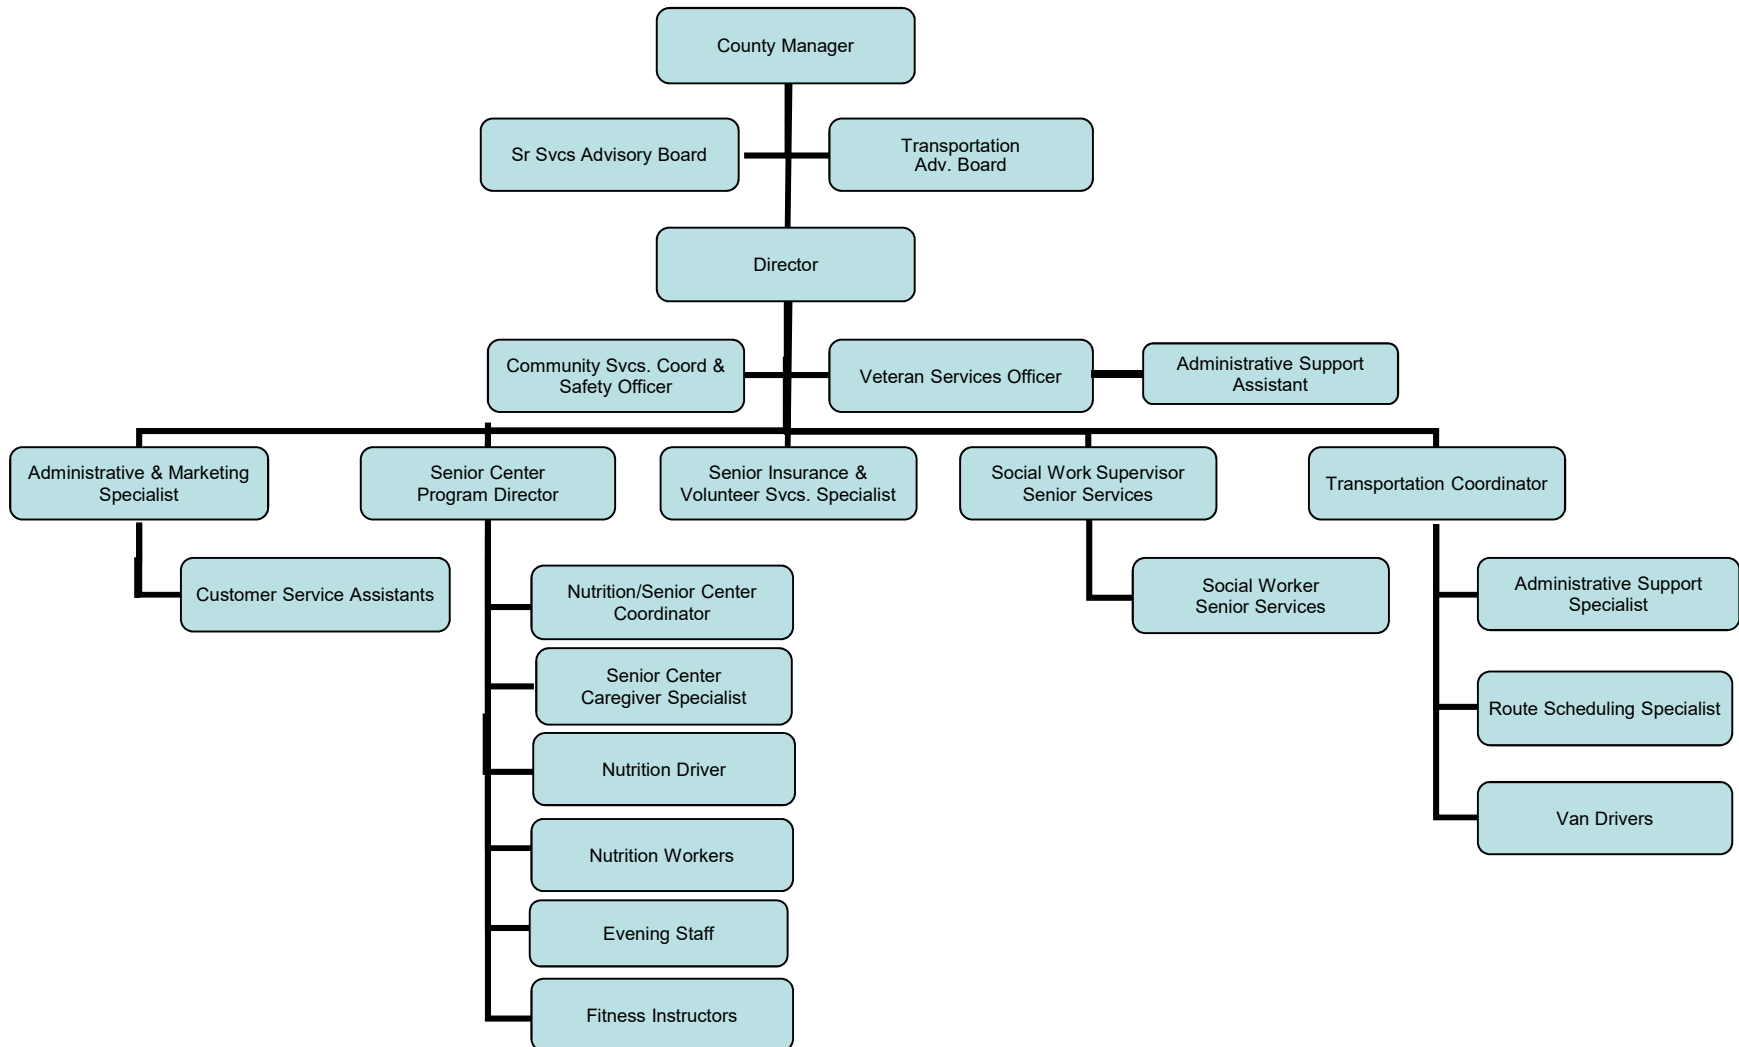 County Manager
Sr Svcs Advisory Board
Transportation
Adv. Board
Director
Community Svcs. Coord &
Safety Officer
Veteran Services Officer
Administrative Support
Assistant
Administrative & Marketing
Specialist
Senior Center
Program Director
Senior Insurance &
Volunteer Svcs. Specialist
Social Work Supervisor
Senior Services
Transportation Coordinator
Customer Service Assistants
Nutrition/Senior Center
Coordinator
Senior Center
Caregiver Specialist
Nutrition Driver
Nutrition Workers
Evening Staff
Fitness Instructors
Social Worker
Senior Services
Administrative Support
Specialist
Route Scheduling Specialist
Van Drivers